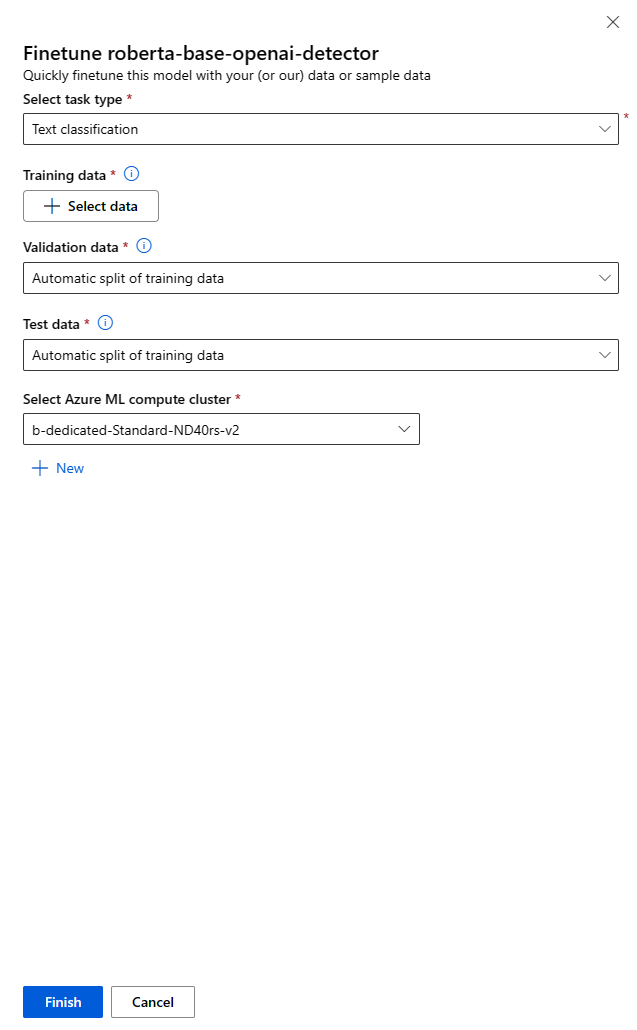 Finetune roberta-base-openai-detector
Quickly finetune this model with your (or our) data or sample data
Select task type *
Text classification
*
Training data *
Select data
Validation data *
Automatic split of training data
Test data *
Automatic split of training data
Select Azure ML compute cluster *
b-dedicated-Standard-ND40rs-v2
New
Finish Cancel